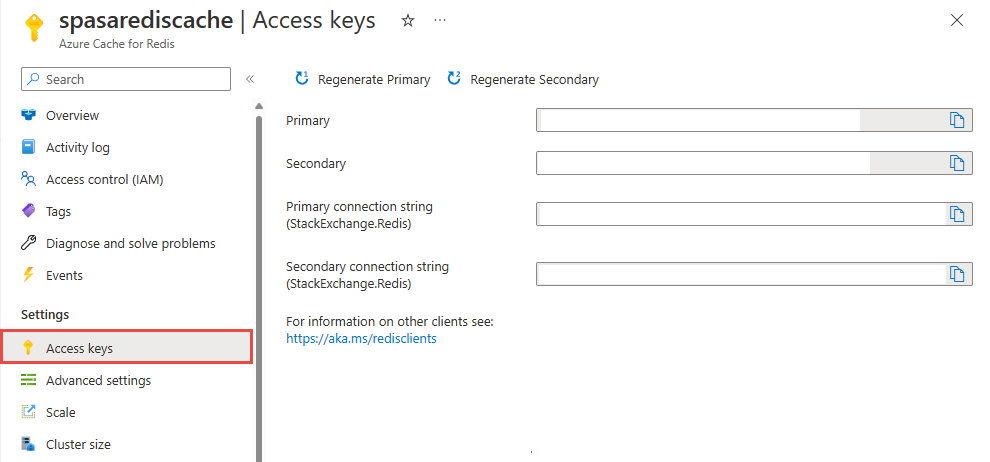 spasarediscache | Access keys
Azure Cache for Redis
Search
Overview
Activity log
Access control (IAM)
Tags
Diagnose and solve problems
Events
Settings
Access keys
Advanced settings
Scale
Cluster size
Regenerate Primary
Regenerate Secondary
Primary
Secondary
Primary connection string
(StackExchange.Redis)
Secondary connection string
(StackExchange.Redis)
For information on other clients see:
https://aka.ms/redisclients